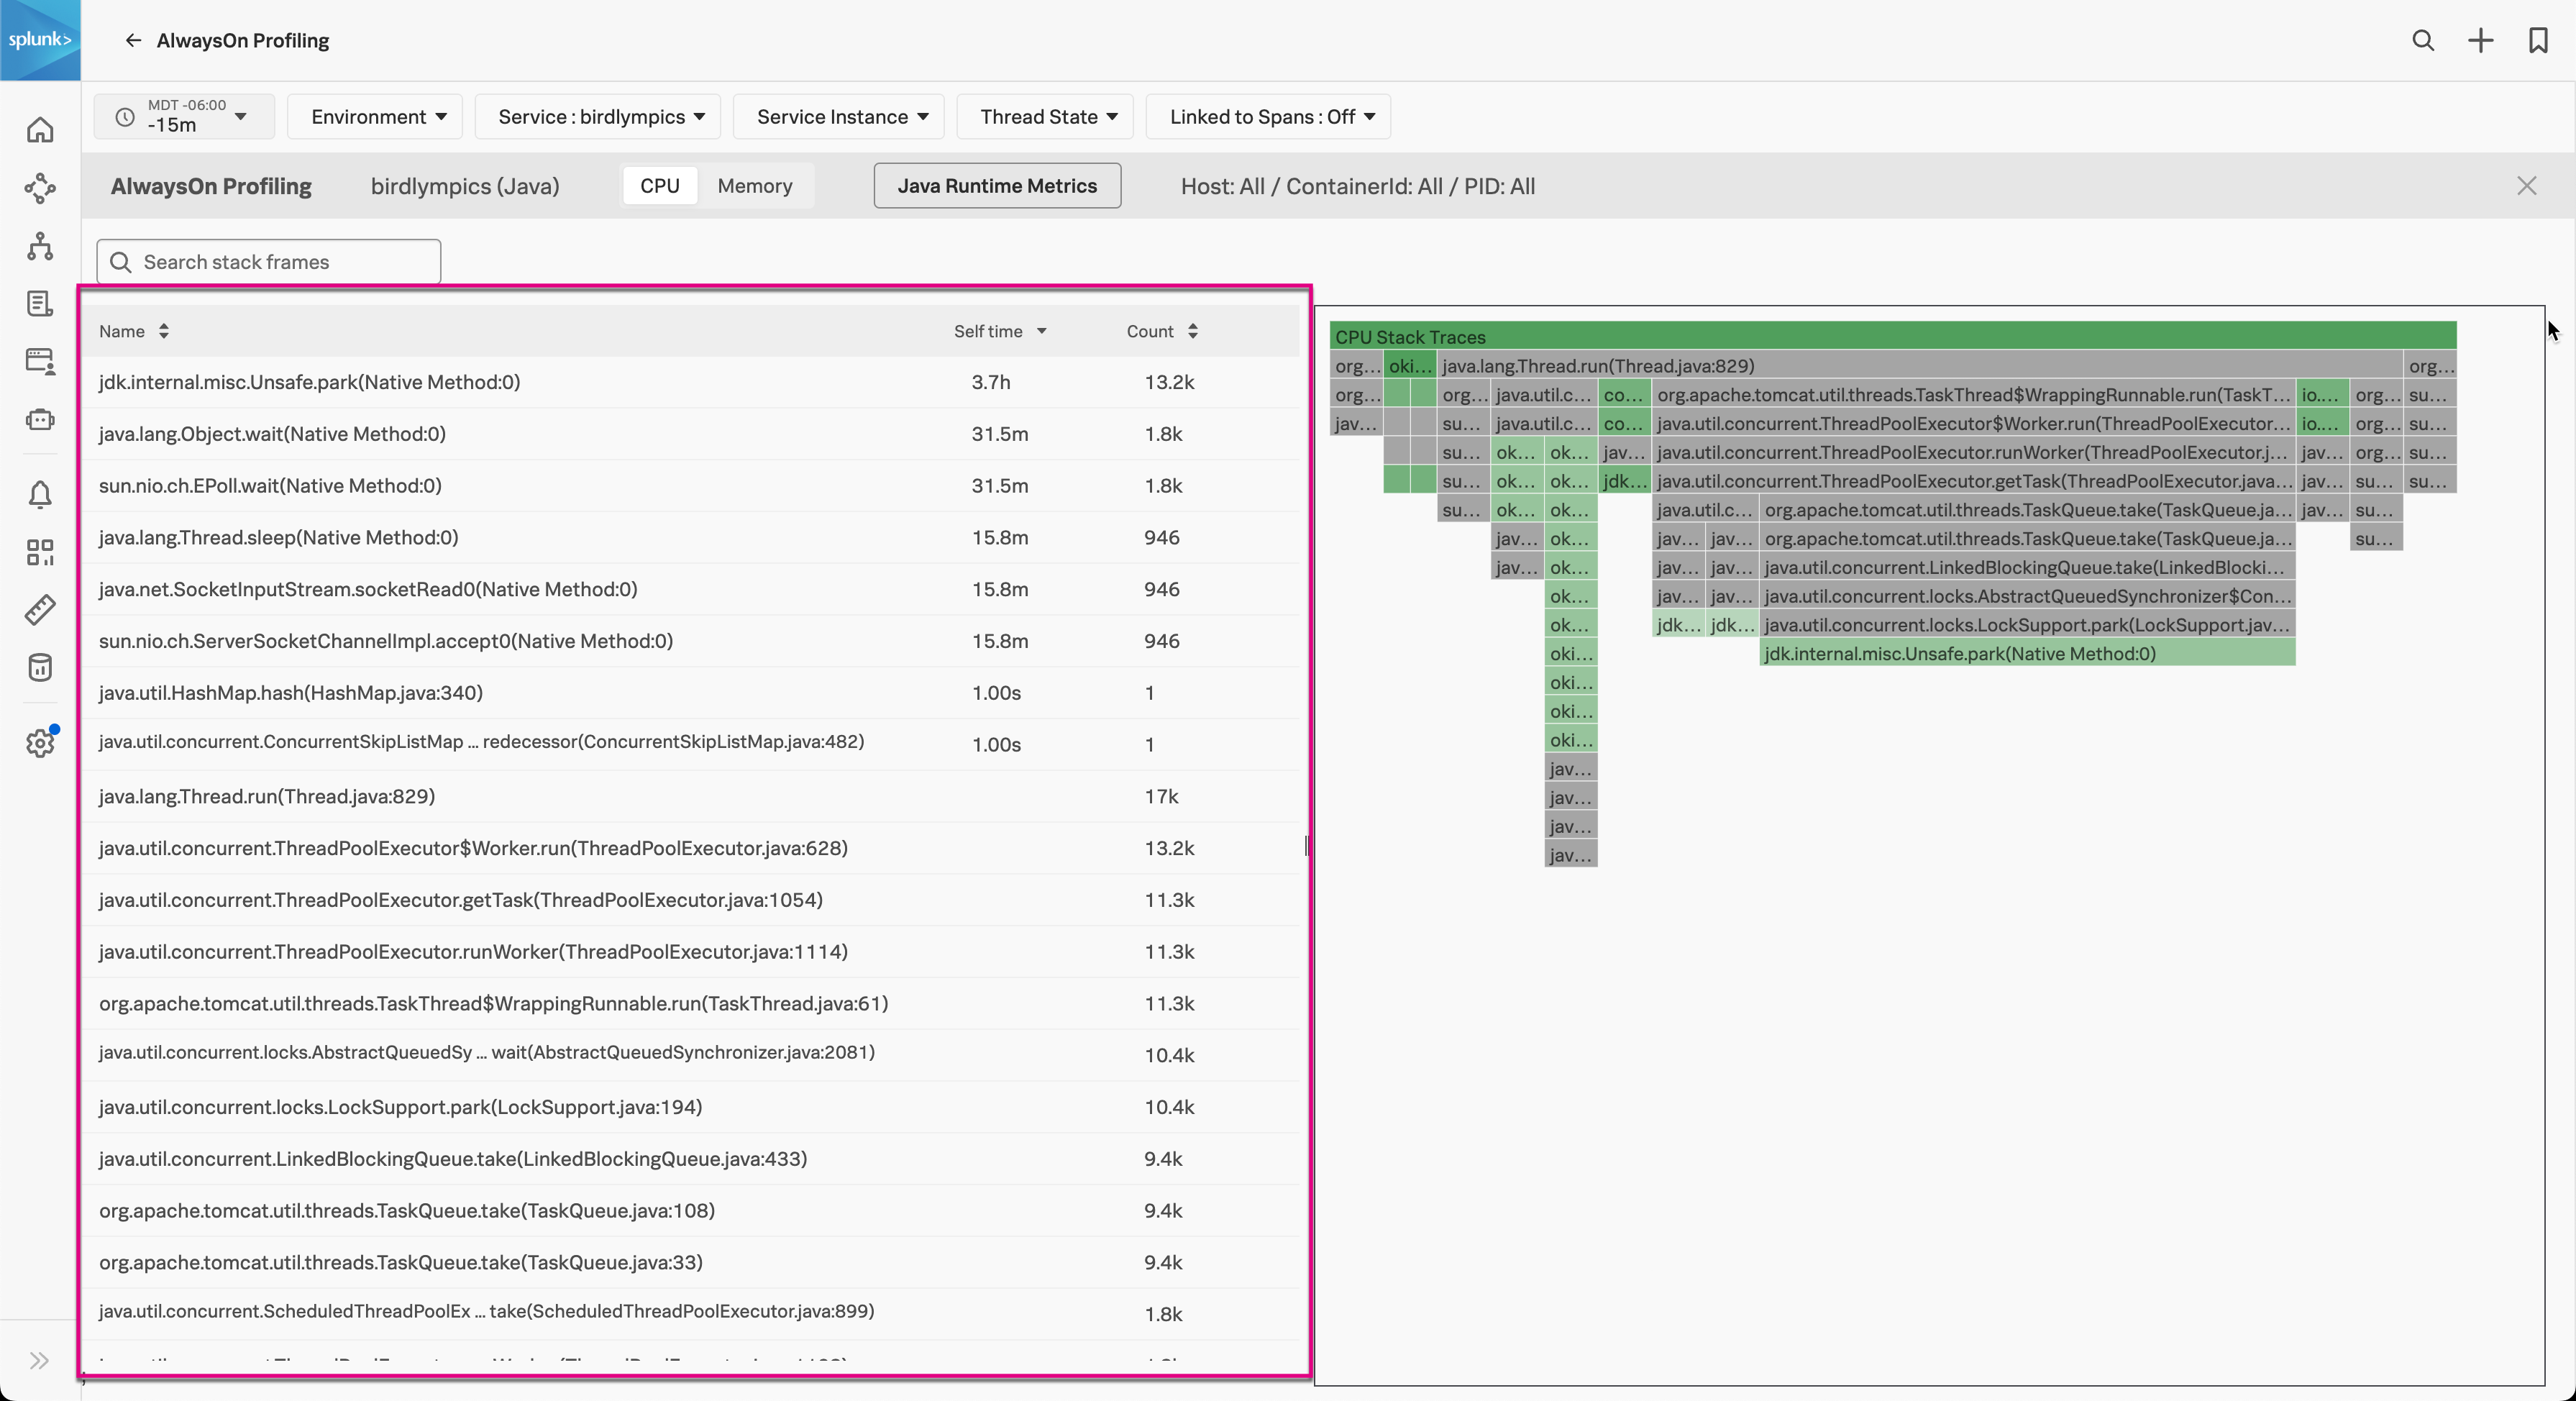 splunk>
AlwaysOn Profiling
MDT -06:00
-15m
Environment
Service : birdlympics
Service Instance
Thread State
Linked to Spans : Off
AlwaysOn Profiling
birdlympics (Java)
CPU
Memory
Java Runtime Metrics
Host: All / ContainerId: All / PID: All
Search stack frames
Name Self time Count
jdk.internal.misc.Unsafe.park(Native Method:0) 3.7h 13.2k
java.lang.Object.wait(Native Method:0) 31.5m 1.8k
sun.nio.ch.EPoll.wait(Native Method:0) 31.5m 1.8k
java.lang.Thread.sleep(Native Method:0) 15.8m 946
java.net.SocketInputStream.socketRead0(Native Method:0) 15.8m 946
sun.nio.ch.ServerSocketChannelImpl.accept0(Native Method:0) 15.8m 946
java.util.HashMap.hash(HashMap.java:340) 1.00s 1
java.util.concurrent.ConcurrentSkipListMap ... redecessor(ConcurrentSkipListMap.java:482) 1.00s 1
java.lang.Thread.run(Thread.java:829) 17k
java.util.concurrent.ThreadPoolExecutor$Worker.run(ThreadPoolExecutor.java:628) 13.2k
java.util.concurrent.ThreadPoolExecutor.getTask(ThreadPoolExecutor.java:1054) 11.3k
java.util.concurrent.ThreadPoolExecutor.runWorker(ThreadPoolExecutor.java:1114) 11.3k
org.apache.tomcat.util.threads.TaskThread$WrappingRunnable.run(TaskThread.java:61) 11.3k
java.util.concurrent.locks.AbstractQueuedSy ... wait(AbstractQueuedSynchronizer.java:2081) 10.4k
java.util.concurrent.locks.LockSupport.park(LockSupport.java:194) 10.4k
java.util.concurrent.LinkedBlockingQueue.take(LinkedBlockingQueue.java:433) 9.4k
org.apache.tomcat.util.threads.TaskQueue.take(TaskQueue.java:108) 9.4k
org.apache.tomcat.util.threads.TaskQueue.take(TaskQueue.java:33) 9.4k
java.util.concurrent.ScheduledThreadPoolEx ... take(ScheduledThreadPoolExecutor.java:899) 1.8k
CPU Stack Traces
org... oki... java.lang.Thread.run(Thread.java:829) org...
org... org... java.util.c... co... org.apache.tomcat.util.threads.TaskThread$WrappingRunnable.run(TaskT... io.... org... su...
jav... su... java.util.c... co... java.util.concurrent.ThreadPoolExecutor$Worker.run(ThreadPoolExecutor... io.... org... su...
su... ok... ok... jav... java.util.concurrent.ThreadPoolExecutor.runWorker(ThreadPoolExecutor.j... jav... org... su...
su... ok... ok... jdk... java.util.concurrent.ThreadPoolExecutor.getTask(ThreadPoolExecutor.java... jav... su... su...
su... ok... ok... java.util.c... org.apache.tomcat.util.threads.TaskQueue.take(TaskQueue.ja... jav... su...
jav... ok... jav... jav... org.apache.tomcat.util.threads.TaskQueue.take(TaskQueue.ja... su...
jav... ok... jav... jav... java.util.concurrent.LinkedBlockingQueue.take(LinkedBlocki...
ok... jav... jav... java.util.concurrent.locks.AbstractQueuedSynchronizer$Con...
ok... jdk... jdk... java.util.concurrent.locks.LockSupport.park(LockSupport.jav...
oki... jdk.internal.misc.Unsafe.park(Native Method:0)
oki...
oki...
oki...
jav...
jav...
jav...
jav...